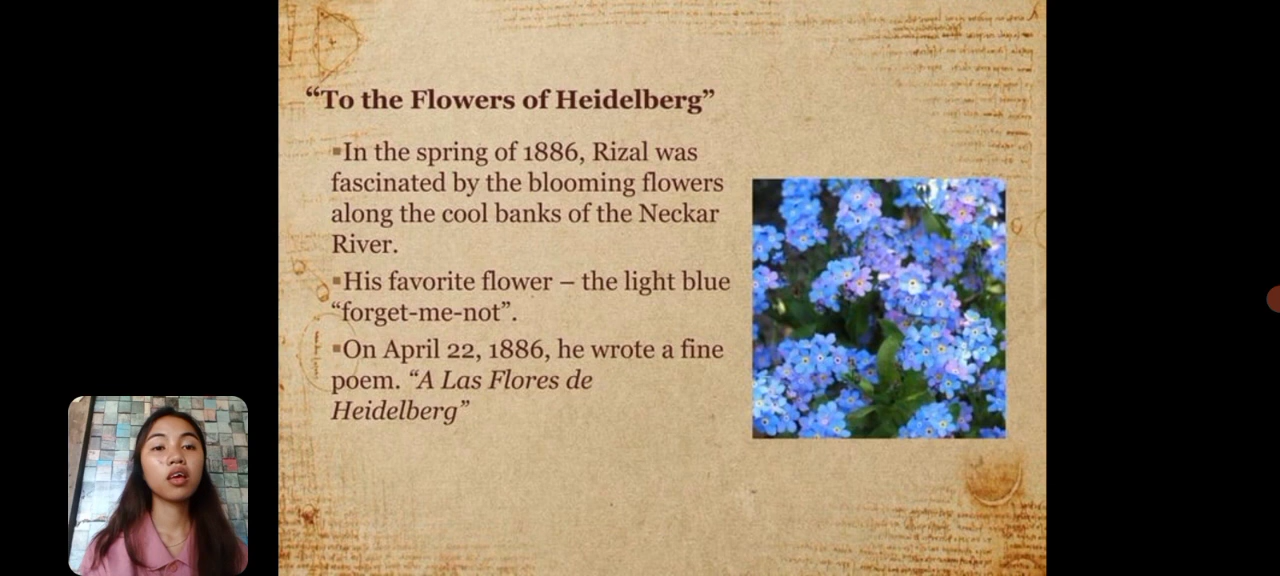 “To the Flowers of Heidelberg”
▪In the spring of 1886, Rizal was
fascinated by the blooming flowers
along the cool banks of the Neckar
River.
▪His favorite flower – the light blue
“forget-me-not”.
▪On April 22, 1886, he wrote a fine
poem. “A Las Flores de
Heidelberg”